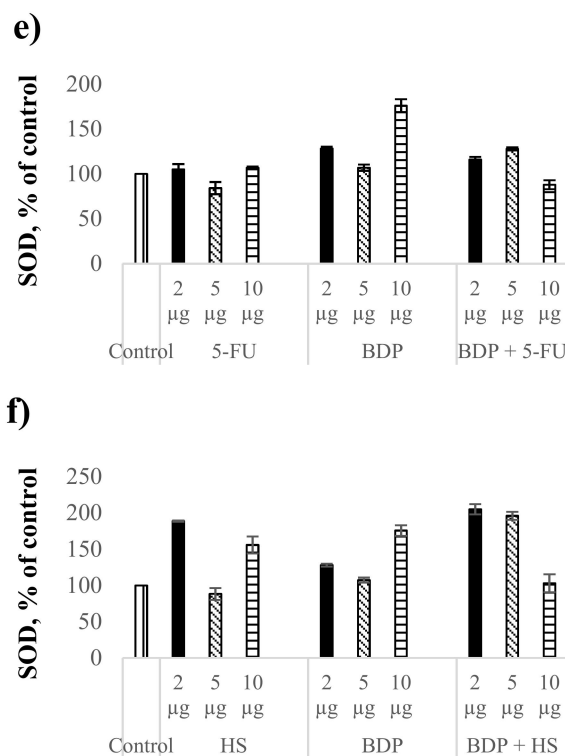 e)
SOD, % of control
200
150
100
50
0
2 5 10 2 5 10 2 5 10
µg µg µg µg µg µg µg µg µg
Control 5-FU BDP BDP + 5-FU
f)
SOD, % of control
250
200
150
100
50
0
2 5 10 2 5 10 2 5 10
µg µg µg µg µg µg µg µg µg
Control HS BDP BDP + HS